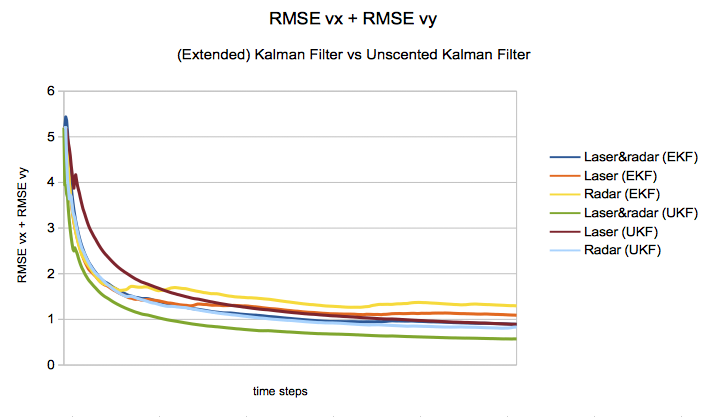 RMSE vx + RMSE vy
(Extended) Kalman Filter vs Unscented Kalman Filter
6
5
4
3
2
1
0
RMSE vx + RMSE vy
time steps
Laser&radar (EKF)
Laser (EKF)
Radar (EKF)
Laser&radar (UKF)
Laser (UKF)
Radar (UKF)